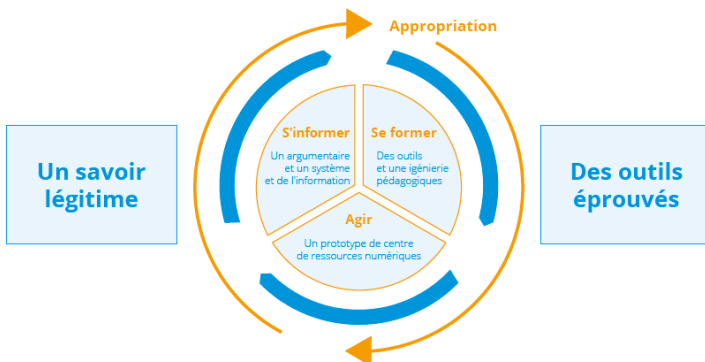 Appropriation
Un savoir
légitime
S'informer
Un argumentaire
et un système
et de l'information
Se former
Des outils
et une igénierie
pédagogiques
Agir
Un prototype de centre
de ressources numériques
Des outils
éprouvés